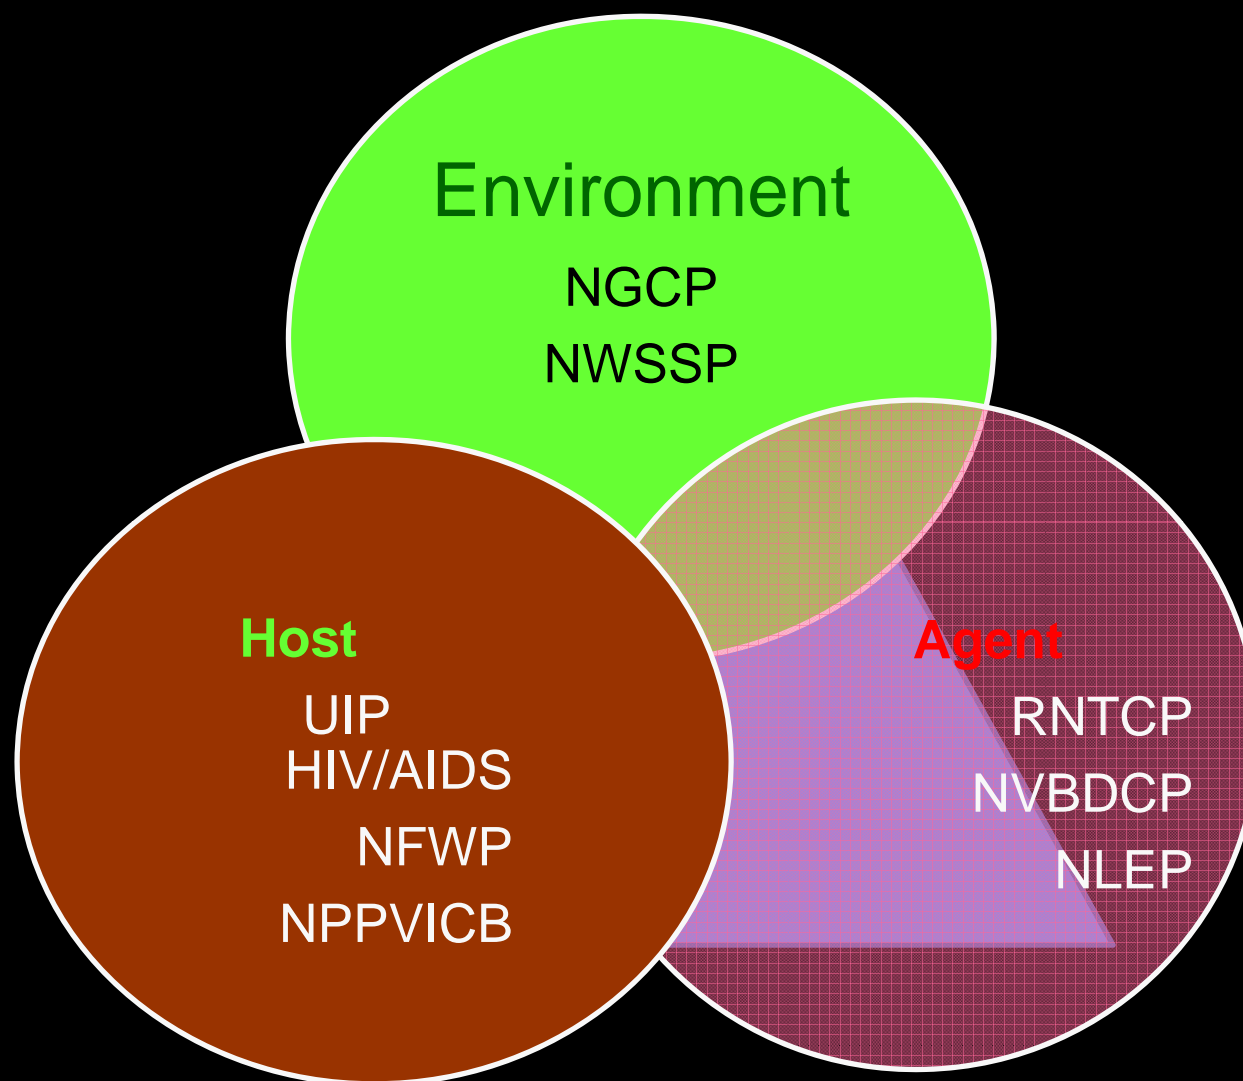 Environment
NGCP
NWSSP
Host
UIP
HIV/AIDS
NFWP
NPPVICB
Agent
RNTCP
NVBDCP
NLEP